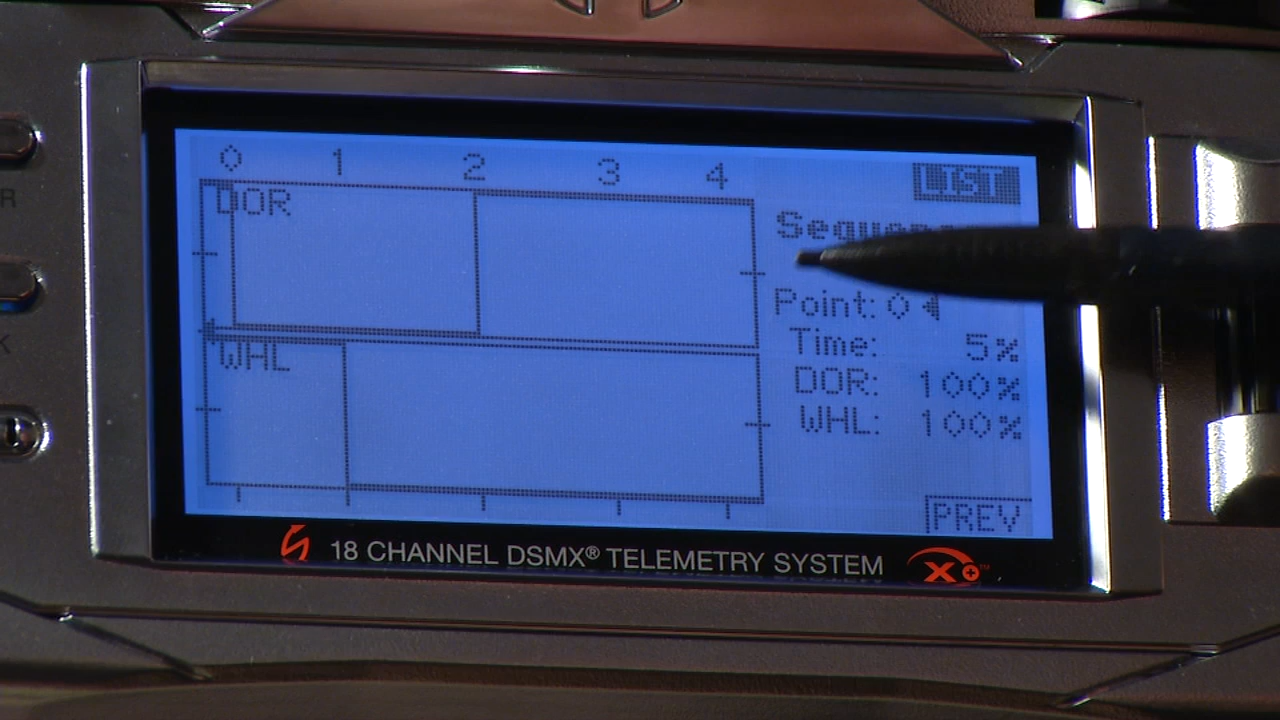 0 1 2 3 4
LIST
DOR
Point: 0
Time: 5%
WHL
DOR: 100%
WHL: 100%
PREV
18 CHANNEL DSMX® TELEMETRY SYSTEM
X+™
R
K